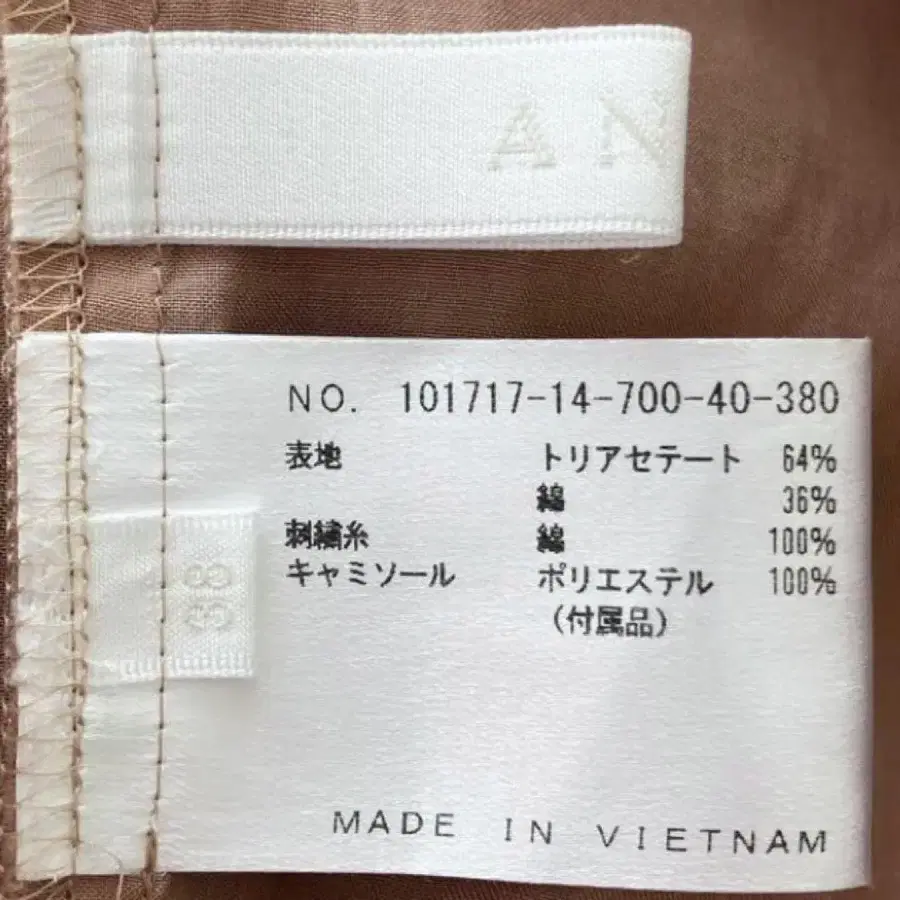 AN
NO. 101717-14-700-40-380
表地 トリアセテート 64%
綿 36%
刺繍糸 綿 100%
キャミソール ポリエステル 100%
(付属品)
38
MADE IN VIETNAM